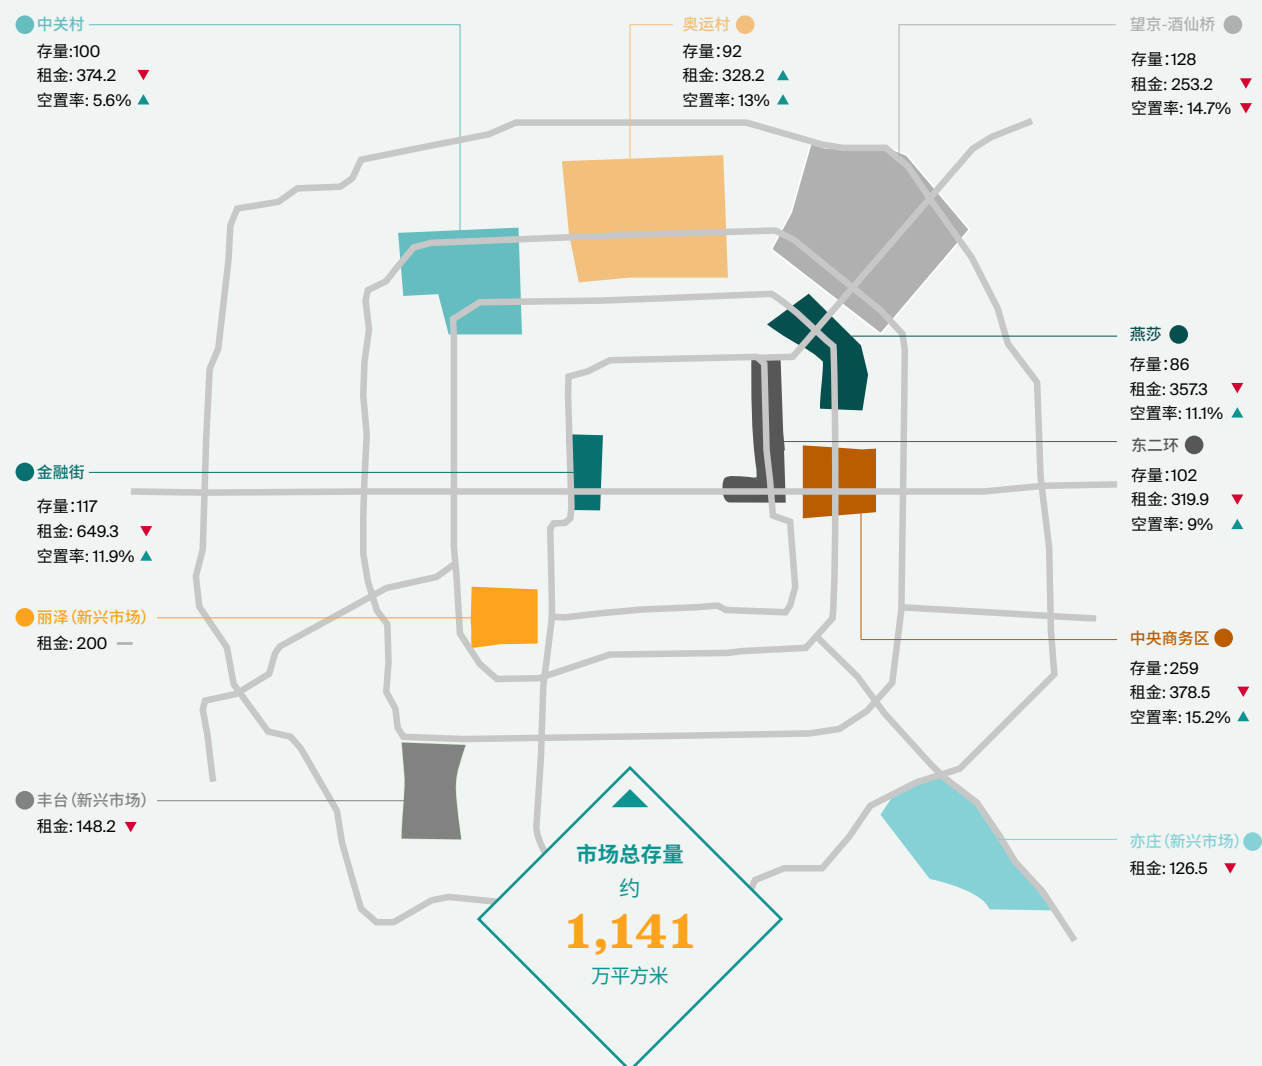 中关村
存量:100
租金: 374.2
空置率: 5.6%
奥运村
存量: 92
租金: 328.2
空置率: 13%
望京-酒仙桥
存量: 128
租金: 253.2
空置率: 14.7%
燕莎
存量: 86
租金: 357.3
空置率: 11.1%
东二环
存量: 102
租金: 319.9
空置率: 9%
金融街
存量: 117
租金: 649.3
空置率: 11.9%
丽泽(新兴市场)
租金: 200
中央商务区
存量: 259
租金: 378.5
空置率: 15.2%
丰台(新兴市场)
租金: 148.2
亦庄(新兴市场)
租金: 126.5
市场总存量
约
1,141
万平方米